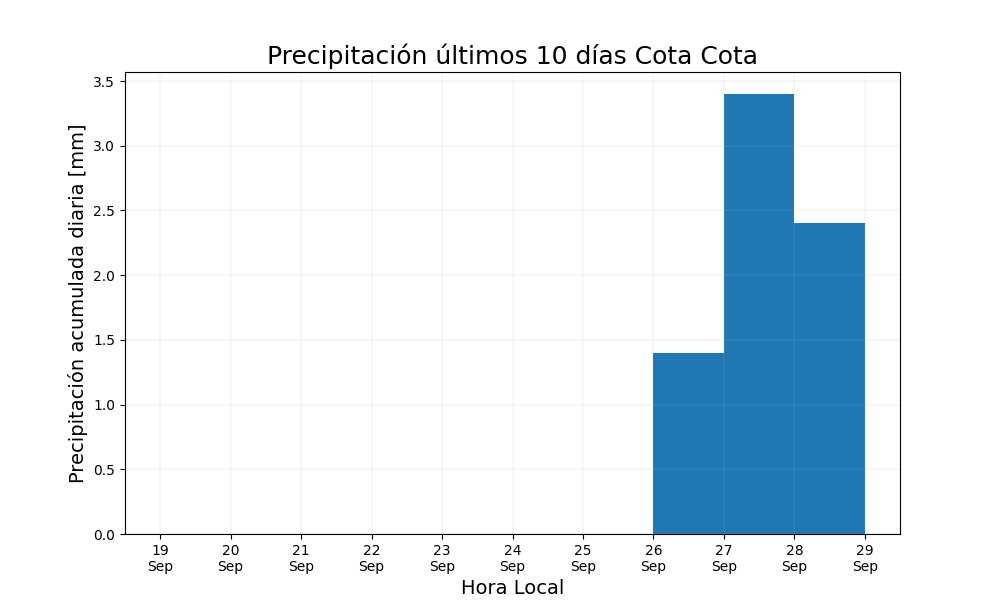 Precipitación últimos 10 días Cota Cota
Precipitación acumulada diaria [mm]
3.5
3.0
2.5
2.0
1.5
1.0
0.5
0.0
19 20 21 22 23 24 25 26 27 28 29
Sep Sep Sep Sep Sep Sep Sep Sep Sep Sep Sep
Hora Local